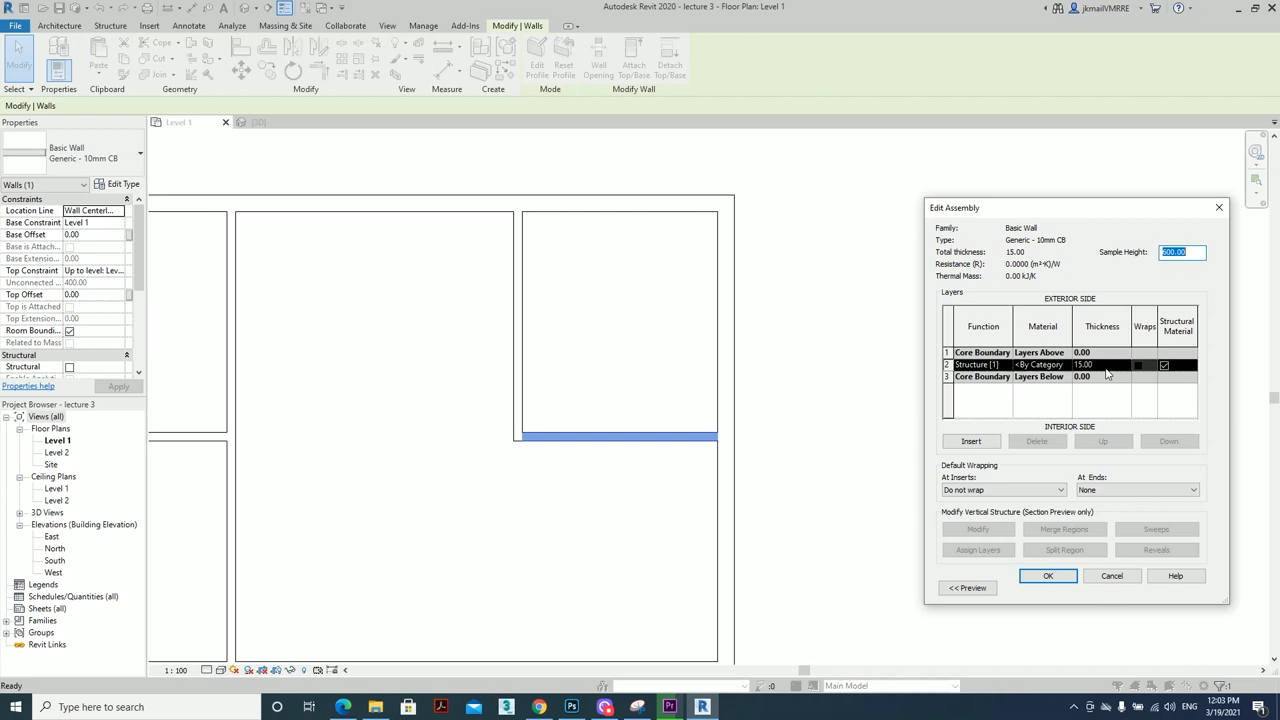 Autodesk Revit 2020 - lecture 3 - Floor Plan: Level 1
jkmailVMRRE
File
Architecture
Structure
Insert
Annotate
Analyze
Massing & Site
Collaborate
View
Manage
Add-Ins
Modify | Walls
Modify
Paste
Cope
Cut
Join
Edit Profile
Reset Profile
Wall Opening
Attach Top/Base
Detach Top/Base
Select
Properties
Clipboard
Geometry
Modify
View
Measure
Create
Mode
Modify Wall
Modify | Walls
Properties
Basic Wall
Generic - 10mm CB
Walls (1)
Edit Type
Constraints
Location Line Wall Centerl...
Base Constraint Level 1
Base Offset 0.00
Base is Attach...
Base Extensio...
Top Constraint Up to level: Lev...
Unconnected ... 400.00
Top Offset 0.00
Top is Attached
Top Extension... 0.00
Room Boundi...
Related to Mass
Structural
Structural
Properties help
Apply
Project Browser - lecture 3
Views (all)
Floor Plans
Level 1
Level 2
Site
Ceiling Plans
Level 1
Level 2
3D Views
Elevations (Building Elevation)
East
North
South
West
Legends
Schedules/Quantities (all)
Sheets (all)
Families
Groups
Revit Links
Level 1
{3D}
Edit Assembly
Family: Basic Wall
Type: Generic - 10mm CB
Total thickness: 15.00 Sample Height: 600.00
Resistance (R): 0.0000 (m²·K)/W
Thermal Mass: 0.00 kJ/K
Layers
EXTERIOR SIDE
Function Material Thickness Wraps Structural Material
1 Core Boundary Layers Above 0.00
2 Structure [1] <By Category 15.00
3 Core Boundary Layers Below 0.00
INTERIOR SIDE
Insert Delete Up Down
Default Wrapping
At Inserts: At Ends:
Do not wrap None
Modify Vertical Structure (Section Preview only)
Modify Merge Regions Sweeps
Assign Layers Split Region Reveals
OK Cancel Help
<< Preview
1 : 100
Ready
:0
Main Model
:1
Type here to search
ENG
12:03 PM
3/19/2021